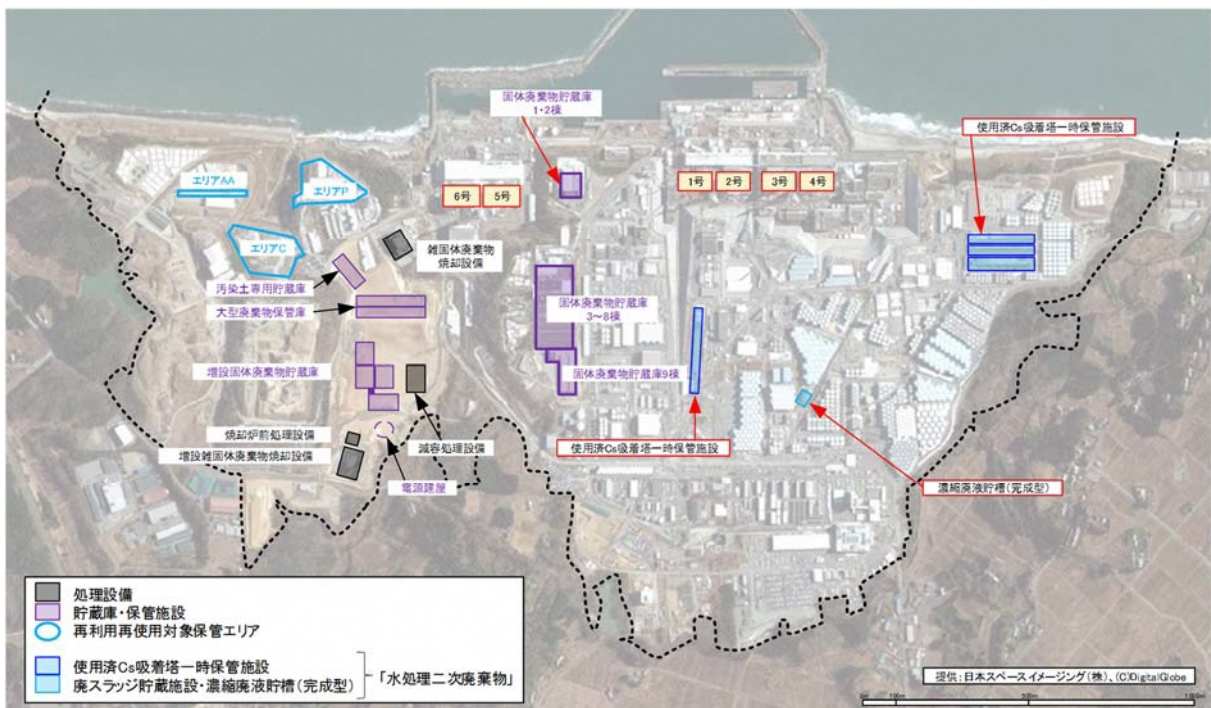 固体廃棄物貯蔵庫
1・2棟
使用済Cs吸着塔一時保管施設
エリアAA
エリアP
6号
5号
1号
2号
3号
4号
エリアC
雑固体廃棄物
焼却設備
汚染土専用貯蔵庫
大型廃棄物保管庫
固体廃棄物貯蔵庫
3～8棟
増設固体廃棄物貯蔵庫
固体廃棄物貯蔵庫9棟
焼却炉前処理設備
減容処理設備
使用済Cs吸着塔一時保管施設
増設雑固体廃棄物焼却設備
電源建屋
濃縮廃液貯槽(完成型)
処理設備
貯蔵庫・保管施設
再利用再使用対象保管エリア
使用済Cs吸着塔一時保管施設
廃スラッジ貯蔵施設・濃縮廃液貯槽(完成型)
「水処理二次廃棄物」
提供：日本スペースイメージング(株)、(C)DigitalGlobe
0m 100m 500m 1000m